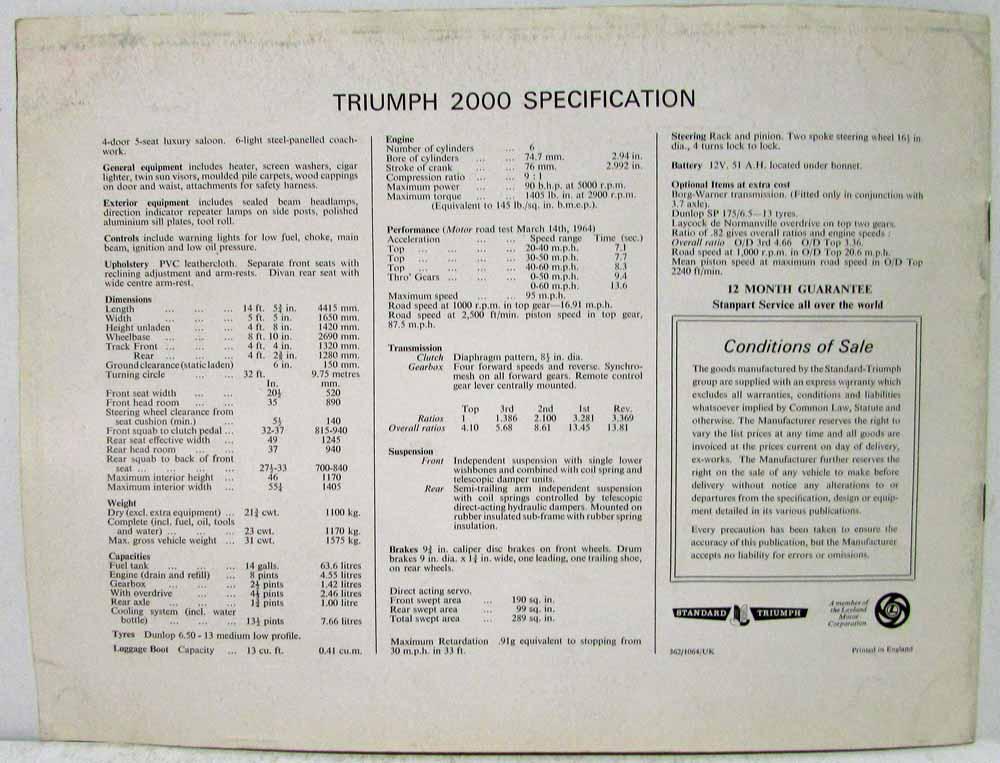 TRIUMPH 2000 SPECIFICATION
4-door 5-seat luxury saloon. 6-light steel-panelled coach-
work.
General equipment includes heater, screen washers, cigar
lighter, twin sun visors, moulded pile carpets, wood cappings
on door and waist, attachments for safety harness.
Exterior equipment includes sealed beam headlamps,
direction indicator repeater lamps on side posts, polished
aluminium sill plates, tool roll.
Controls include warning lights for low fuel, choke, main
beam, ignition and low oil pressure.
Upholstery PVC leathercloth. Separate front seats with
reclining adjustment and arm-rests. Divan rear seat with
wide centre arm-rest.
Dimensions
Length ... ... ... 14 ft. 5¾ in. 4415 mm.
Width ... ... 5 ft. 5 in. 1650 mm.
Height unladen ... ... 4 ft. 8 in. 1420 mm.
Wheelbase ... ... 8 ft. 10 in. 2690 mm.
Track Front ... ... ... 4 ft. 4 in. 1320 mm.
Rear ... ... ... 4 ft. 2¾ in. 1280 mm.
Ground clearance (static laden) 6 in. 150 mm.
Turning circle ... ... 32 ft. 9.75 metres
In. mm.
Front seat width ... ... 20½ 520
Front head room ... ... 35 890
Steering wheel clearance from
seat cushion (min.) ... 5½ 140
Front squab to clutch pedal ... 32-37 815-940
Rear seat effective width ... 49 1245
Rear head room ... ... 37 940
Rear squab to back of front
seat ... ... ... ... 27½-33 700-840
Maximum interior height ... 46 1170
Maximum interior width ... 55¼ 1405
Weight
Dry (excl. extra equipment) ... 21¾ cwt. 1100 kg.
Complete (incl. fuel, oil, tools
and water) ... ... ... 23 cwt. 1170 kg.
Max. gross vehicle weight ... 31 cwt. 1575 kg.
Capacities
Fuel tank ... ... ... 14 galls. 63.6 litres
Engine (drain and refill) ... 8 pints 4.55 litres
Gearbox ... ... ... 2½ pints 1.42 litres
With overdrive ... ... 4½ pints 2.46 litres
Rear axle ... ... ... 1¾ pints 1.00 litre
Cooling system (incl. water
bottle) ... ... ... 13½ pints 7.66 litres
Tyres Dunlop 6.50 - 13 medium low profile.
Luggage Boot Capacity ... 13 cu. ft. 0.41 cu.m.
Engine
Number of cylinders ... 6
Bore of cylinders ... ... 74.7 mm. 2.94 in.
Stroke of crank ... ... 76 mm. 2.992 in.
Compression ratio ... ... 9 : 1
Maximum power ... ... 90 b.h.p. at 5000 r.p.m.
Maximum torque ... ... 1405 lb. in. at 2900 r.p.m.
(Equivalent to 145 lb./sq. in. b.m.e.p.).
Performance (Motor road test March 14th, 1964)
Acceleration ... ... Speed range Time (sec.)
Top ... ... ... ... 20-40 m.p.h. 7.1
Top ... ... ... ... 30-50 m.p.h. 7.7
Top ... ... ... ... 40-60 m.p.h. 8.3
Thro' Gears ... ... ... 0-50 m.p.h. 9.4
0-60 m.p.h. 13.6
Maximum speed ... ... 95 m.p.h.
Road speed at 1000 r.p.m. in top gear—16.91 m.p.h.
Road speed at 2,500 ft/min. piston speed in top gear,
87.5 m.p.h.
Transmission
Clutch Diaphragm pattern, 8½ in. dia.
Gearbox Four forward speeds and reverse. Synchro-
mesh on all forward gears. Remote control
gear lever centrally mounted.
Top 3rd 2nd 1st Rev.
Ratios 1 1.386 2.100 3.281 3.369
Overall ratios 4.10 5.68 8.61 13.45 13.81
Suspension
Front Independent suspension with single lower
wishbones and combined with coil spring and
telescopic damper units.
Rear Semi-trailing arm independent suspension
with coil springs controlled by telescopic
direct-acting hydraulic dampers. Mounted on
rubber insulated sub-frame with rubber spring
insulation.
Brakes 9¾ in. caliper disc brakes on front wheels. Drum
brakes 9 in. dia. x 1¾ in. wide, one leading, one trailing shoe,
on rear wheels.
Direct acting servo.
Front swept area ... 190 sq. in.
Rear swept area ... 99 sq. in.
Total swept area ... 289 sq. in.
Maximum Retardation .91g equivalent to stopping from
30 m.p.h. in 33 ft.
Steering Rack and pinion. Two spoke steering wheel 16½ in
dia., 4 turns lock to lock.
Battery 12V. 51 A.H. located under bonnet.
Optional Items at extra cost
Borg-Warner transmission. (Fitted only in conjunction with
3.7 axle).
Dunlop SP 175/6.5—13 tyres.
Laycock de Normanville overdrive on top two gears.
Ratio of .82 gives overall ratios and engine speeds :
Overall ratio O/D 3rd 4.66 O/D Top 3.36.
Road speed at 1,000 r.p.m. in O/D Top 20.6 m.p.h.
Mean piston speed at maximum road speed in O/D Top
2240 ft/min.
12 MONTH GUARANTEE
Stanpart Service all over the world
Conditions of Sale
The goods manufactured by the Standard-Triumph
group are supplied with an express warranty which
excludes all warranties, conditions and liabilities
whatsoever implied by Common Law, Statute and
otherwise. The Manufacturer reserves the right to
vary the list prices at any time and all goods are
invoiced at the prices current on day of delivery,
ex-works. The Manufacturer further reserves the
right on the sale of any vehicle to make before
delivery without notice any alterations to or
departures from the specification, design or equip-
ment detailed in its various publications.
Every precaution has been taken to ensure the
accuracy of this publication, but the Manufacturer
accepts no liability for errors or omissions.
STANDARD TRIUMPH
A member of
the Leyland
Motor
Corporation
362/1064/UK
Printed in England